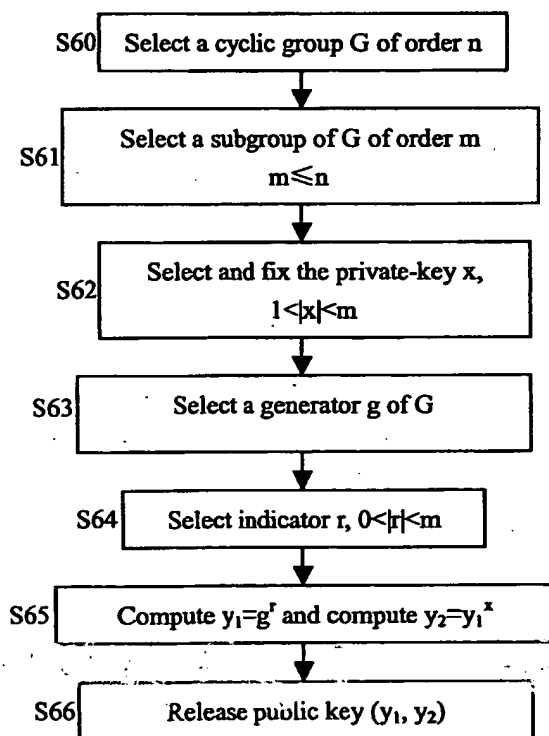 S60 Select a cyclic group G of order n
S61 Select a subgroup of G of order m
m≤n
S62 Select and fix the private-key x,
1<|x|<m
S63 Select a generator g of G
S64 Select indicator r, 0<|r|<m
S65 Compute y₁=gʳ and compute y₂=y₁ˣ
S66 Release public key (y₁, y₂)